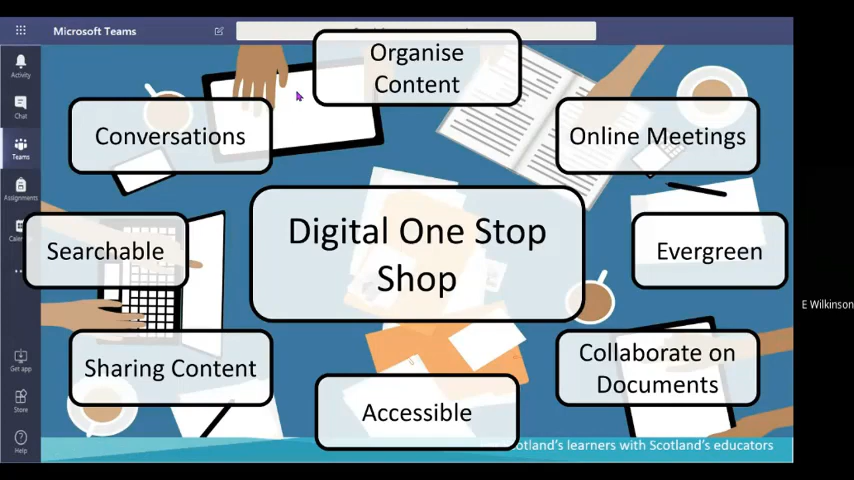 Microsoft Teams
Organise
Content
Activity
Conversations
Online Meetings
Chat
Teams
Digital One Stop
Shop
Assignments
Searchable
Evergreen
E Wilkinson
Sharing Content
Collaborate on
Documents
Get app
Accessible
Store
Help
learners with Scotland's educators